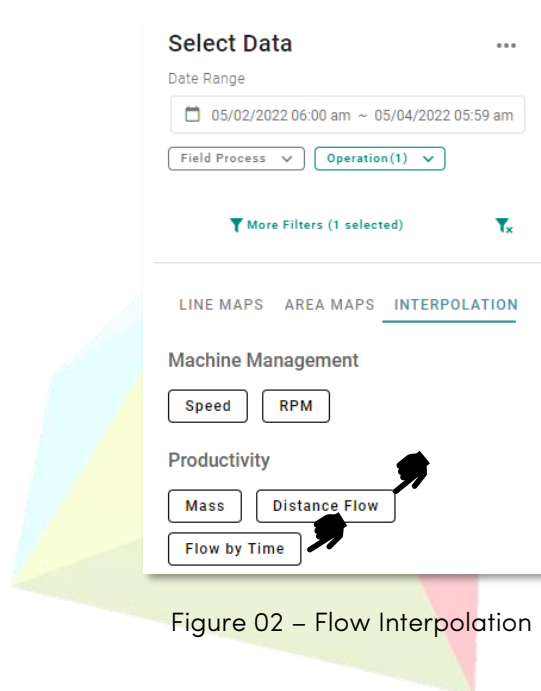 Select Data
Date Range
05/02/2022 06:00 am ~ 05/04/2022 05:59 am
Field Process Operation(1)
More Filters (1 selected)
LINE MAPS AREA MAPS INTERPOLATION
Machine Management
Speed RPM
Productivity
Mass Distance Flow
Flow by Time
Figure 02 – Flow Interpolation